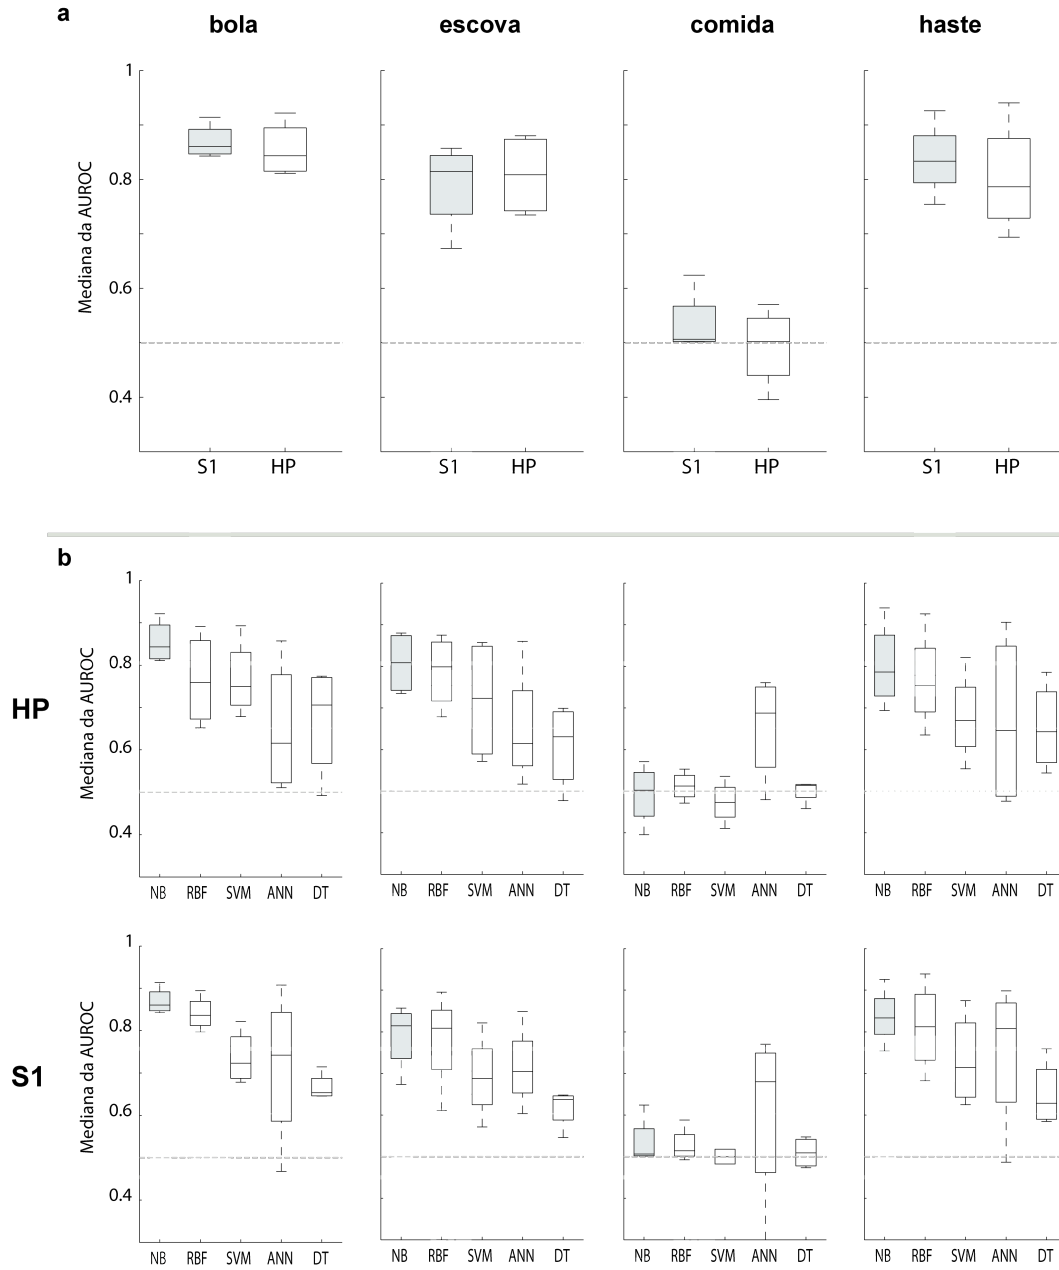 a
bola escova comida haste
1
0.8
0.6
0.4
Mediana da AUROC
S1 HP S1 HP S1 HP S1 HP
b
HP
1
0.8
0.6
0.4
Mediana da AUROC
NB RBF SVM ANN DT NB RBF SVM ANN DT NB RBF SVM ANN DT NB RBF SVM ANN DT
S1
1
0.8
0.6
0.4
Mediana da AUROC
NB RBF SVM ANN DT NB RBF SVM ANN DT NB RBF SVM ANN DT NB RBF SVM ANN DT